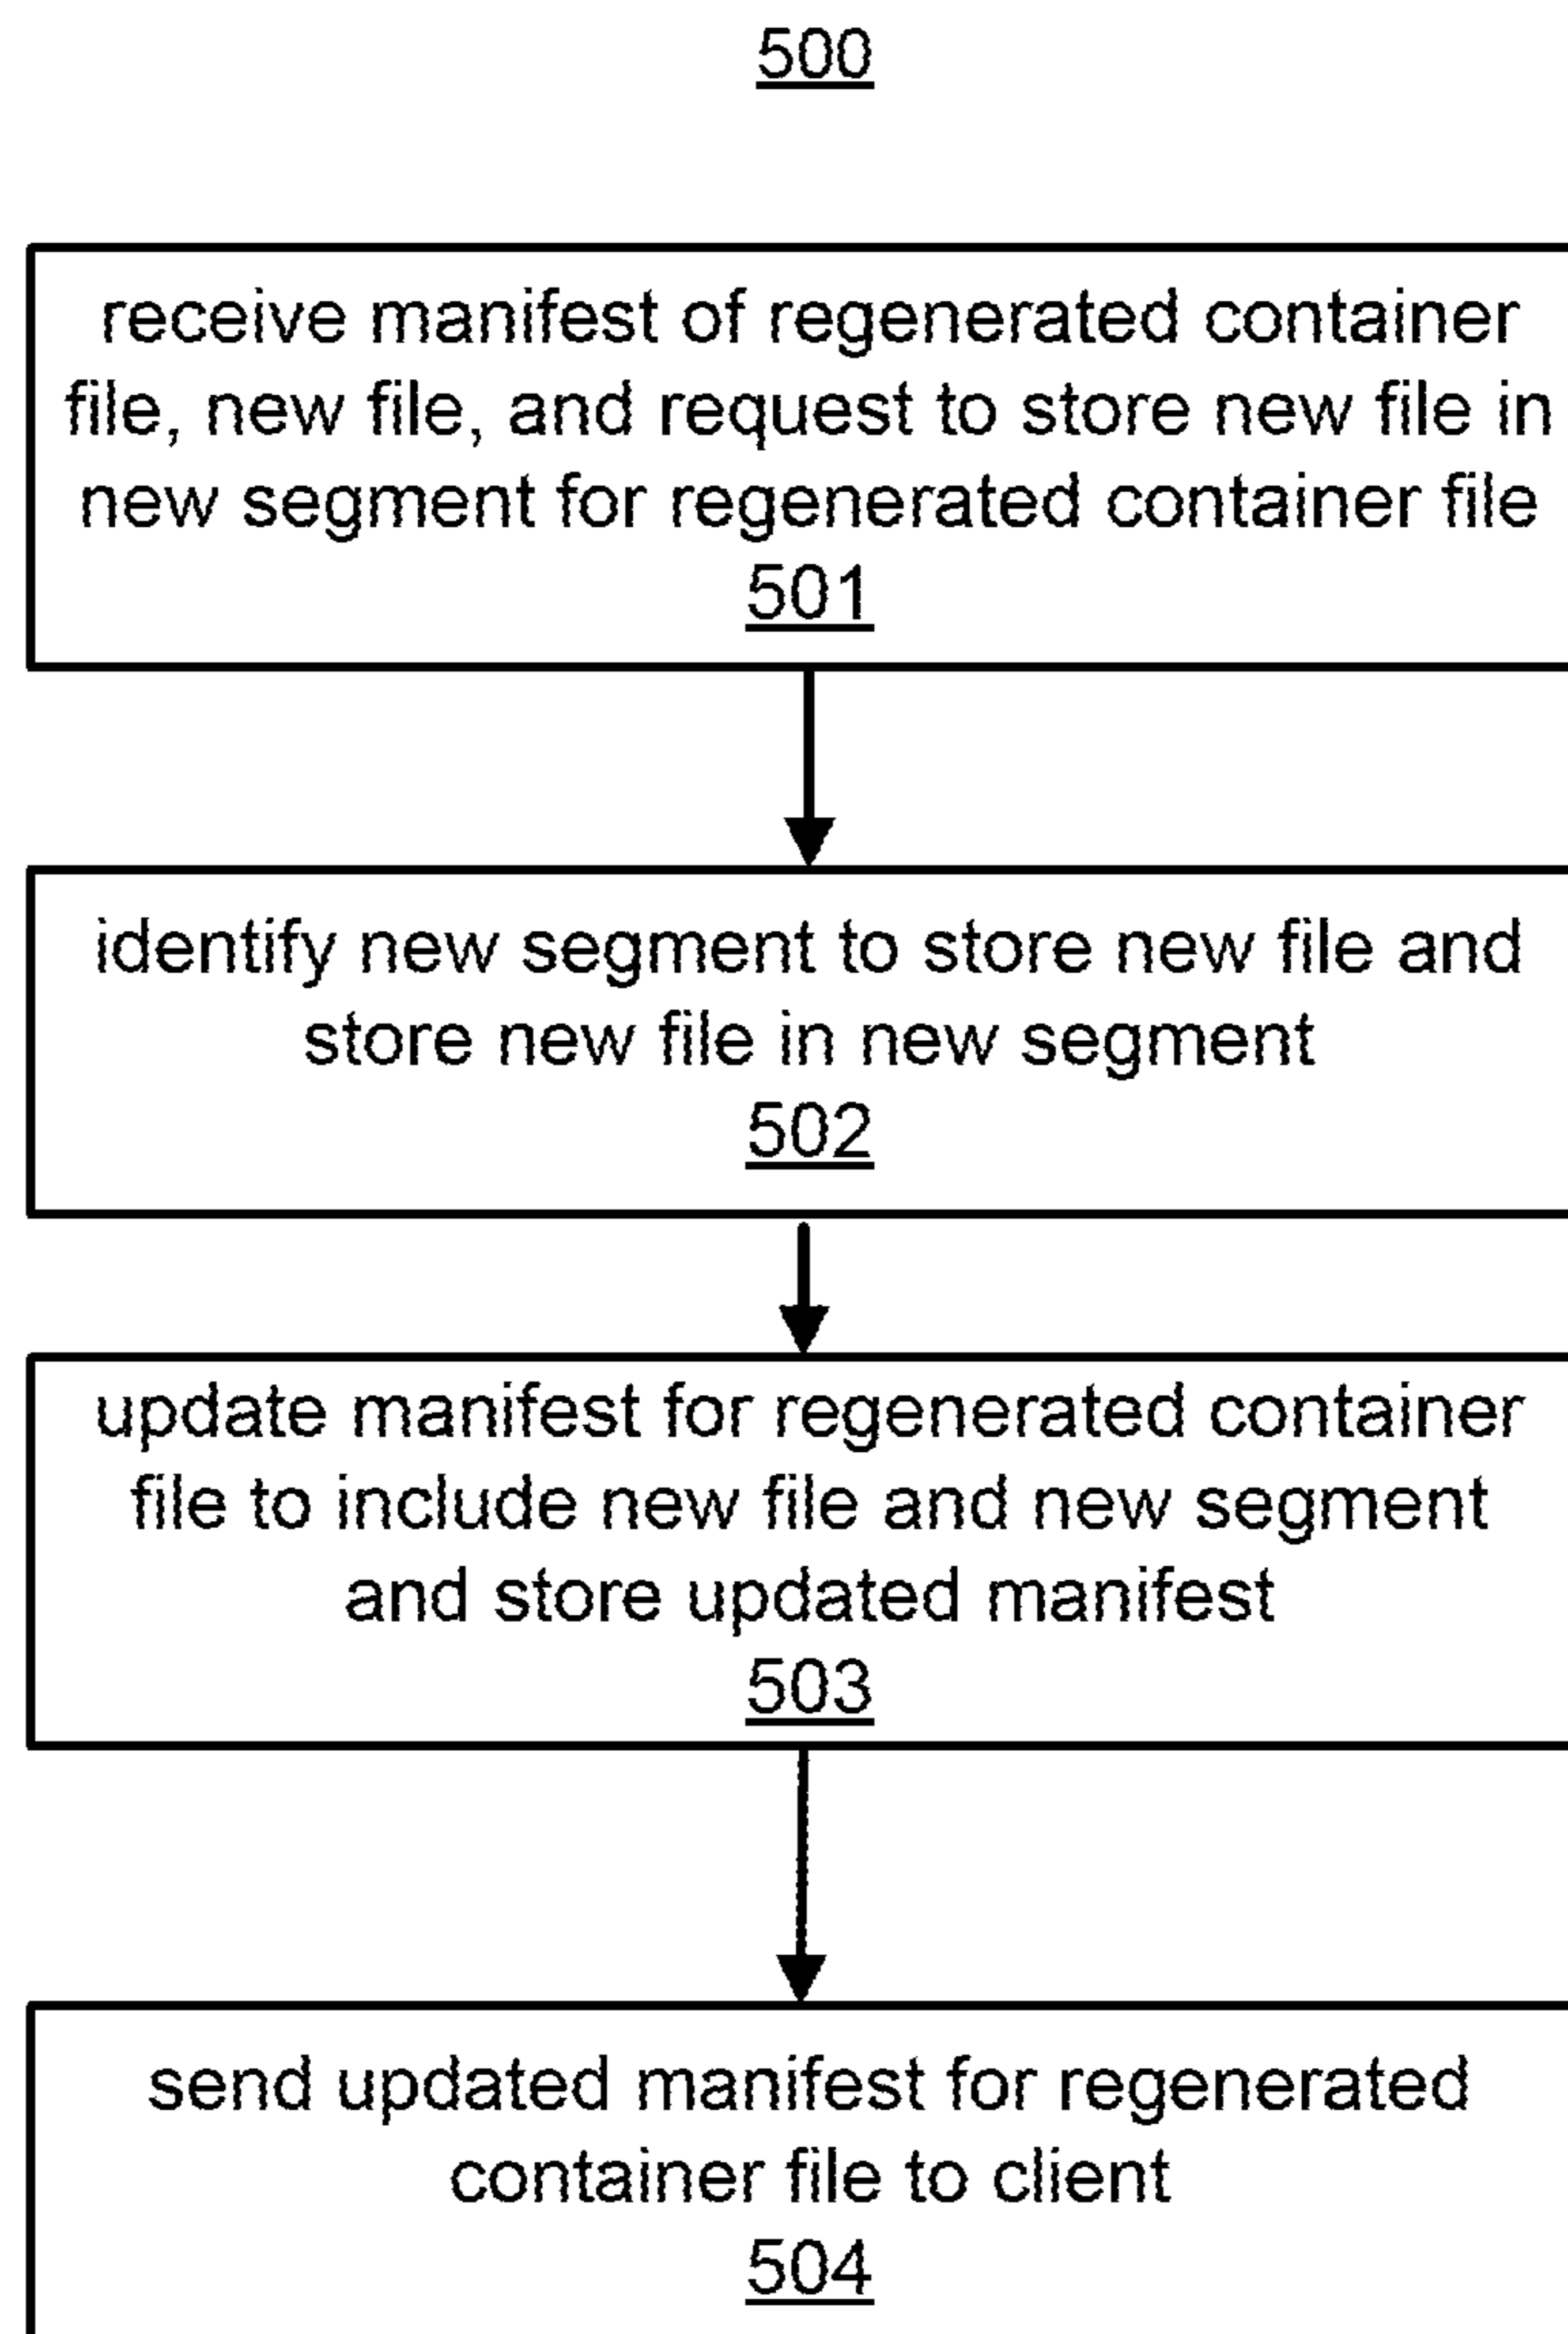 500
receive manifest of regenerated container
file, new file, and request to store new file in
new segment for regenerated container file
501
identify new segment to store new file and
store new file in new segment
502
update manifest for regenerated container
file to include new file and new segment
and store updated manifest
503
send updated manifest for regenerated
container file to client
504